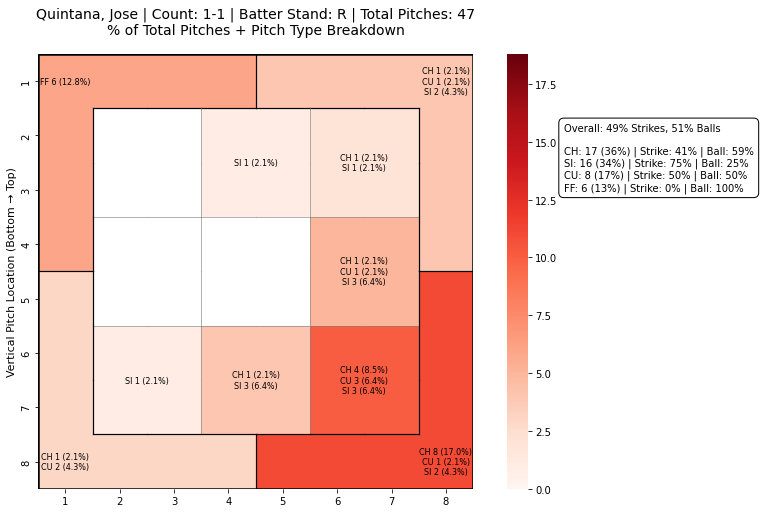 Quintana, Jose | Count: 1-1 | Batter Stand: R | Total Pitches: 47
% of Total Pitches + Pitch Type Breakdown
Vertical Pitch Location (Bottom → Top)
1
2
3
4
5
6
7
8
FF 6 (12.8%)
CH 1 (2.1%)
CU 1 (2.1%)
SI 2 (4.3%)
SI 1 (2.1%)
CH 1 (2.1%)
SI 1 (2.1%)
CH 1 (2.1%)
CU 1 (2.1%)
SI 3 (6.4%)
SI 1 (2.1%)
CH 1 (2.1%)
SI 3 (6.4%)
CH 4 (8.5%)
CU 3 (6.4%)
SI 3 (6.4%)
CH 1 (2.1%)
CU 2 (4.3%)
CH 8 (17.0%)
CU 1 (2.1%)
SI 2 (4.3%)
1 2 3 4 5 6 7 8
17.5
15.0
12.5
10.0
7.5
5.0
2.5
0.0
Overall: 49% Strikes, 51% Balls
CH: 17 (36%) | Strike: 41% | Ball: 59%
SI: 16 (34%) | Strike: 75% | Ball: 25%
CU: 8 (17%) | Strike: 50% | Ball: 50%
FF: 6 (13%) | Strike: 0% | Ball: 100%